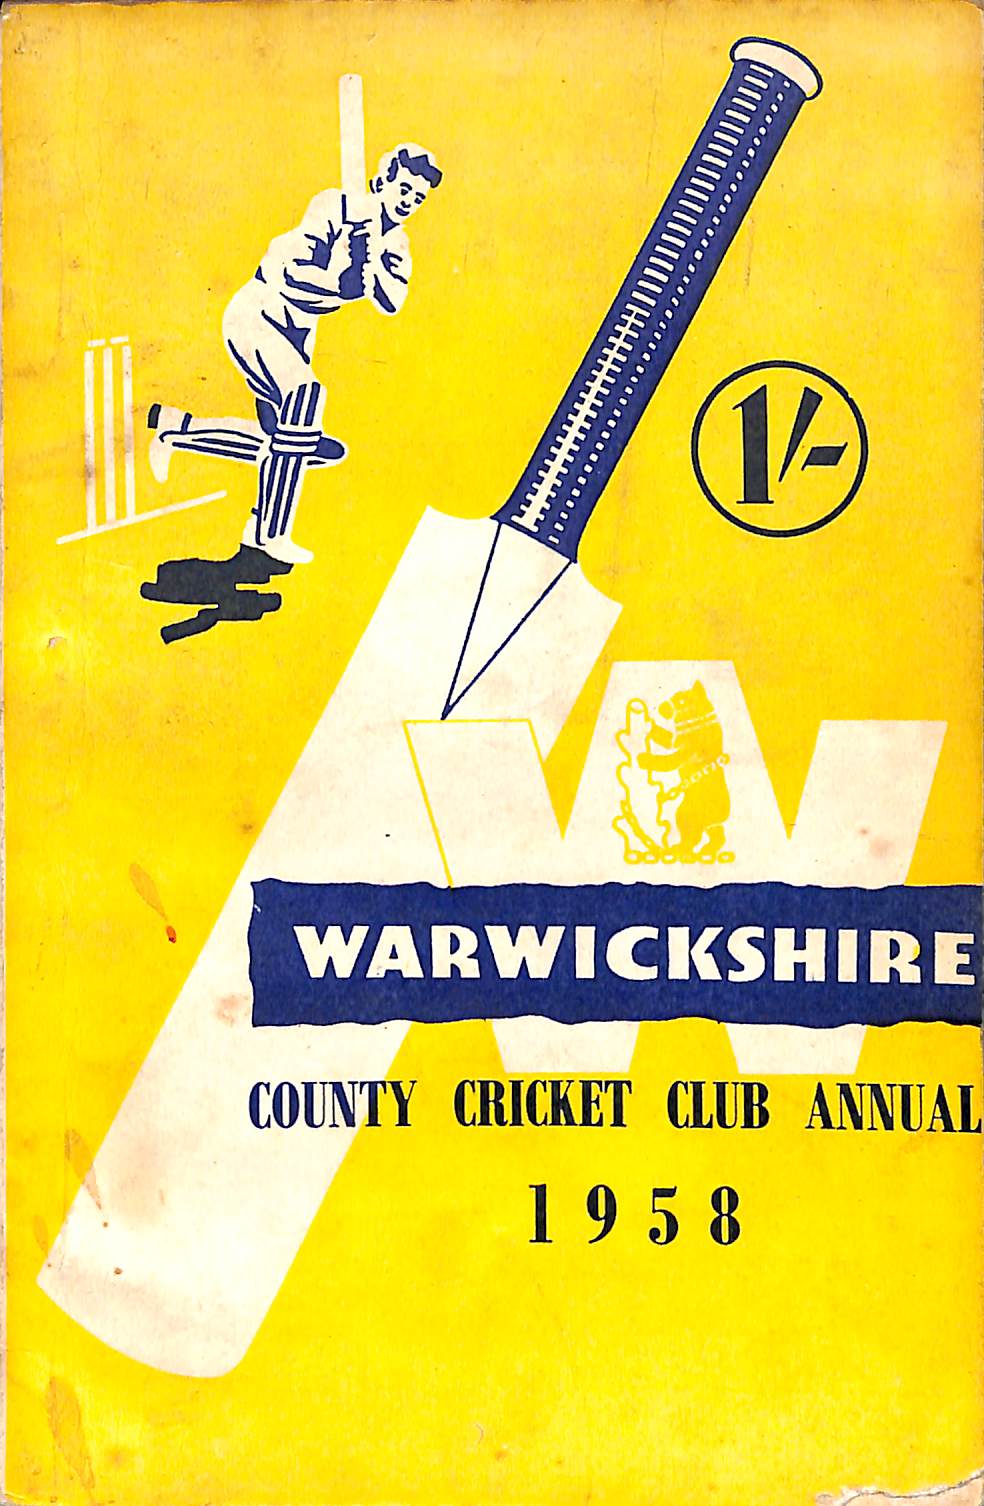 1/-
WARWICKSHIRE
COUNTY CRICKET CLUB ANNUAL
1958